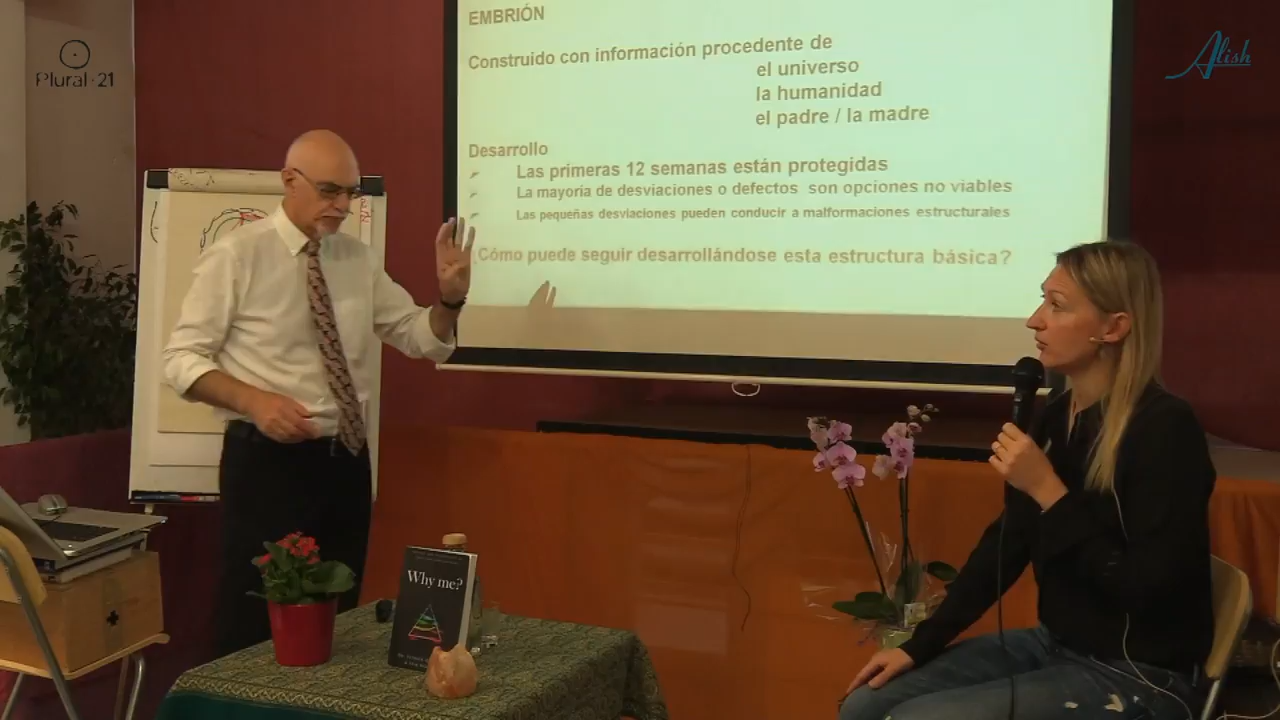 Plural-21
Alish
EMBRIÓN
Construido con información procedente de
el universo
la humanidad
el padre / la madre
Desarrollo
Las primeras 12 semanas están protegidas
La mayoría de desviaciones o defectos son opciones no viables
Las pequeñas desviaciones pueden conducir a malformaciones estructurales
Cómo puede seguir desarrollándose esta estructura básica?
Why me?